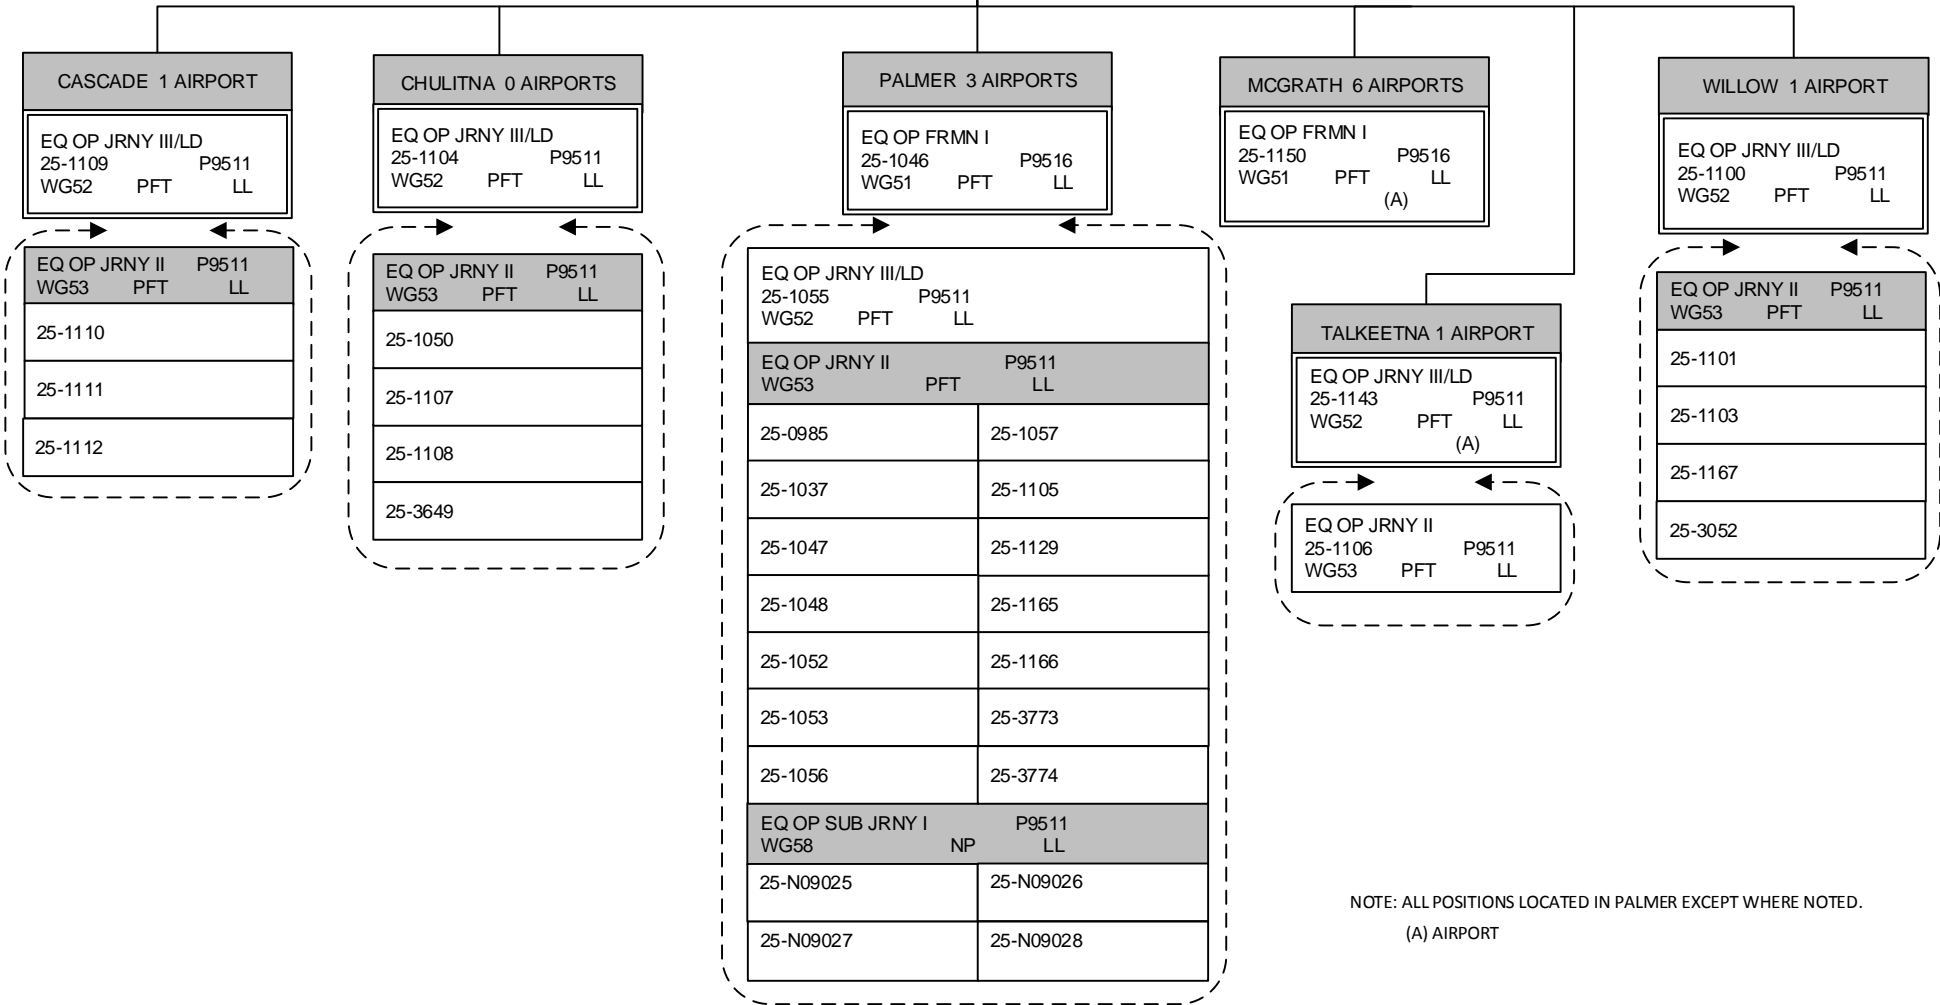 CASCADE 1 AIRPORT
EQ OP JRNY III/LD
25-1109 P9511
WG52 PFT LL
EQ OP JRNY II P9511
WG53 PFT LL
25-1110
25-1111
25-1112
CHULITNA 0 AIRPORTS
EQ OP JRNY III/LD
25-1104 P9511
WG52 PFT LL
EQ OP JRNY II P9511
WG53 PFT LL
25-1050
25-1107
25-1108
25-3649
PALMER 3 AIRPORTS
EQ OP FRMN I
25-1046 P9516
WG51 PFT LL
EQ OP JRNY III/LD
25-1055 P9511
WG52 PFT LL
EQ OP JRNY II P9511
WG53 PFT LL
25-0985 25-1057
25-1037 25-1105
25-1047 25-1129
25-1048 25-1165
25-1052 25-1166
25-1053 25-3773
25-1056 25-3774
EQ OP SUB JRNY I P9511
WG58 NP LL
25-N09025 25-N09026
25-N09027 25-N09028
MCGRATH 6 AIRPORTS
EQ OP FRMN I
25-1150 P9516
WG51 PFT LL
(A)
TALKEETNA 1 AIRPORT
EQ OP JRNY III/LD
25-1143 P9511
WG52 PFT LL
(A)
EQ OP JRNY II
25-1106 P9511
WG53 PFT LL
WILLOW 1 AIRPORT
EQ OP JRNY III/LD
25-1100 P9511
WG52 PFT LL
EQ OP JRNY II P9511
WG53 PFT LL
25-1101
25-1103
25-1167
25-3052
NOTE: ALL POSITIONS LOCATED IN PALMER EXCEPT WHERE NOTED.
(A) AIRPORT